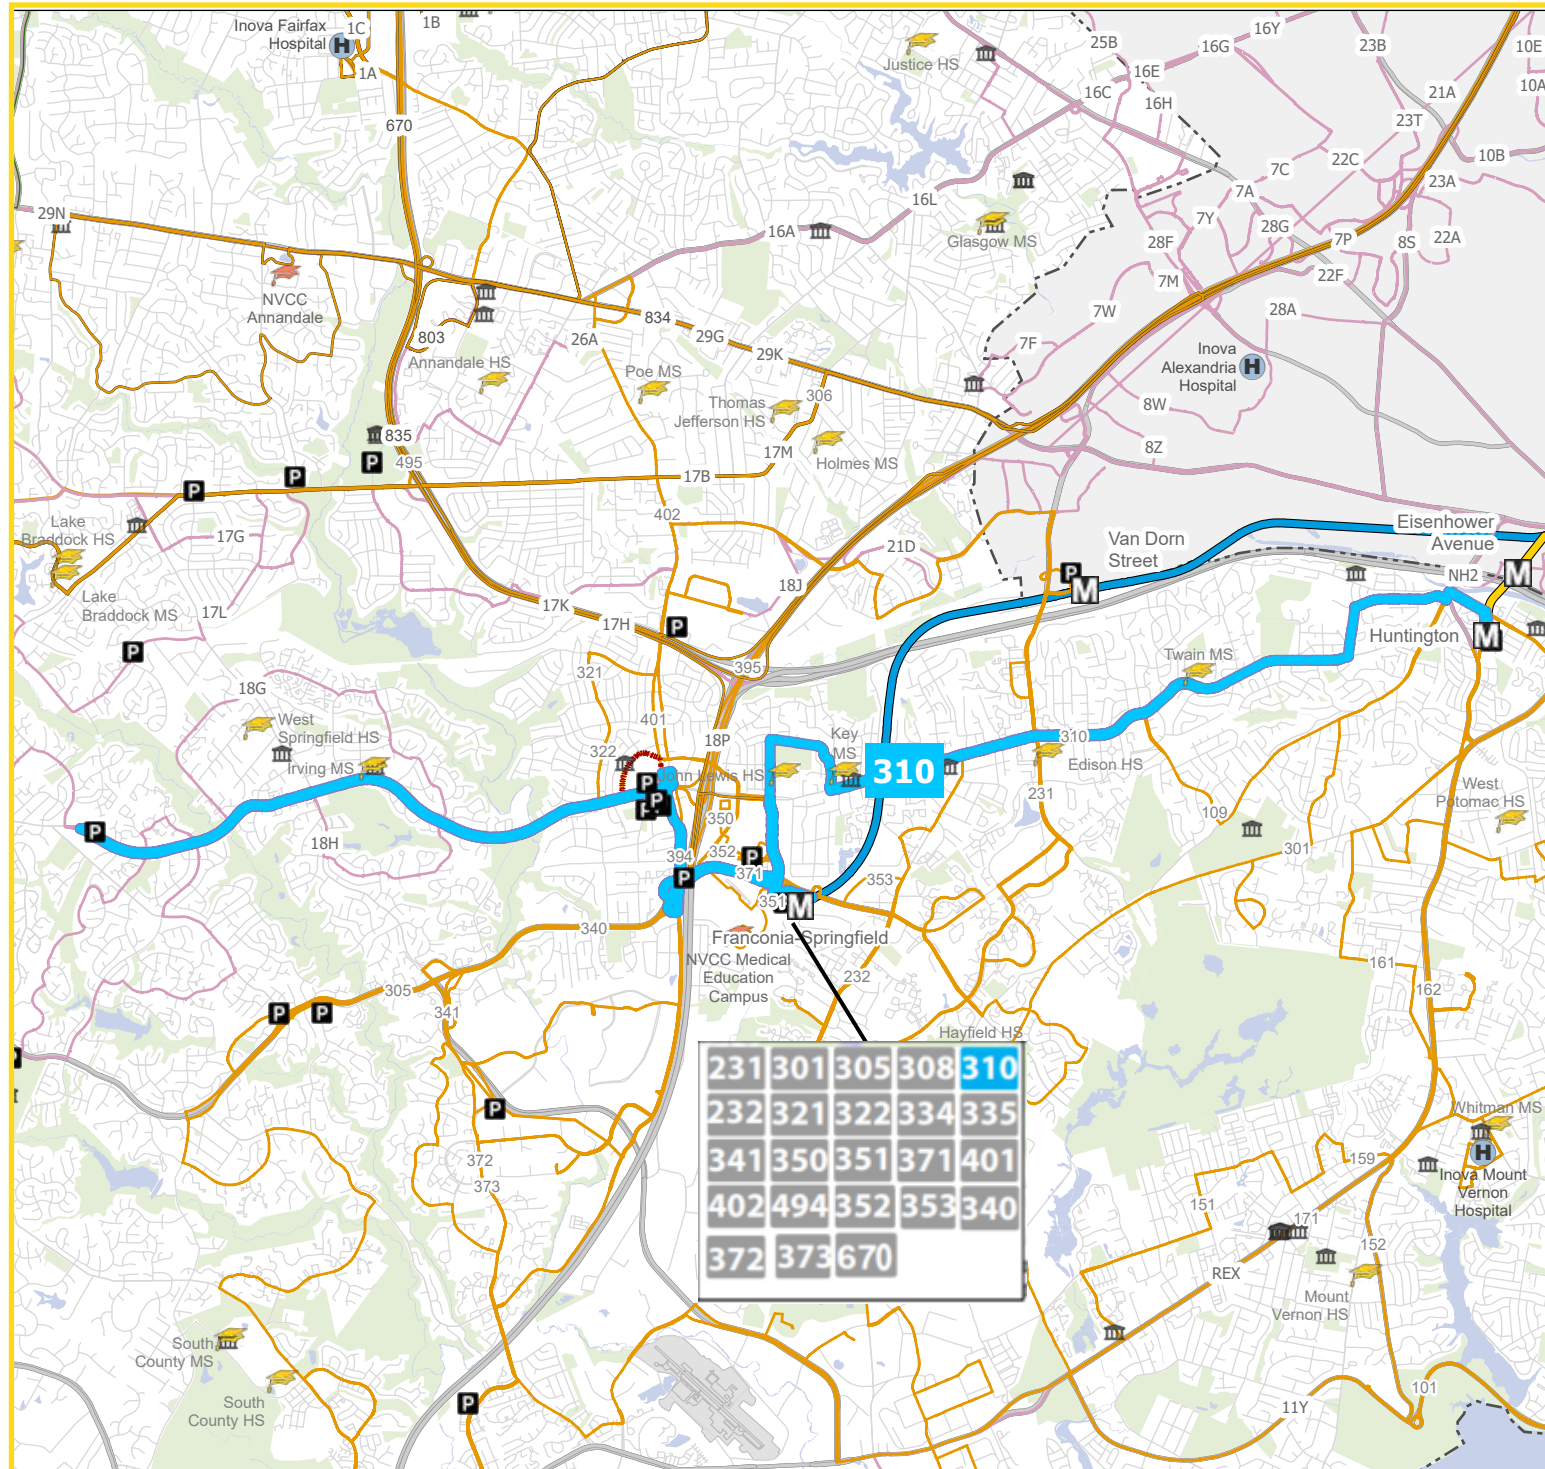 Inova Fairfax
Hospital
H
1C
1B
1A
670
Justice HS
25B
16Y
16G
23B
10E
16E
16C
16H
21A
10A
23T
10B
22C
7C
23A
7A
16L
7Y
28G
16A
Glasgow MS
28F
7P
8S
22A
22F
7M
29N
NVCC
Annandale
803
834
26A
29G
29K
7W
28A
7F
Inova
Alexandria
Hospital
H
Annandale HS
Poe MS
306
Thomas
Jefferson HS
8W
835
495
17M
Holmes MS
8Z
P
P
P
17B
402
Lake
Braddock HS
17G
21D
Van Dorn
Street
Eisenhower
Avenue
P
M
M
NH2
18J
Lake
Braddock MS
17L
17K
17H
P
P
Huntington
M
395
321
Twain MS
18G
401
West
Springfield HS
322
18P
Key
MS
310
310
Irving MS
John Lewis HS
Edison HS
P
P
P
231
West
Potomac HS
350
109
P
18H
394
352
P
301
P
371
351
353
M
Franconia-Springfield
340
NVCC Medical
Education
Campus
232
161
162
305
P
P
341
Hayfield HS
P
231 301 305 308 310
232 321 322 334 335
341 350 351 371 401
402 494 352 353 340
372 373 670
P
Whitman MS
H
Inova Mount
Vernon
Hospital
372
373
159
151
171
152
REX
Mount
Vernon HS
South
County MS
South
County HS
P
101
11Y